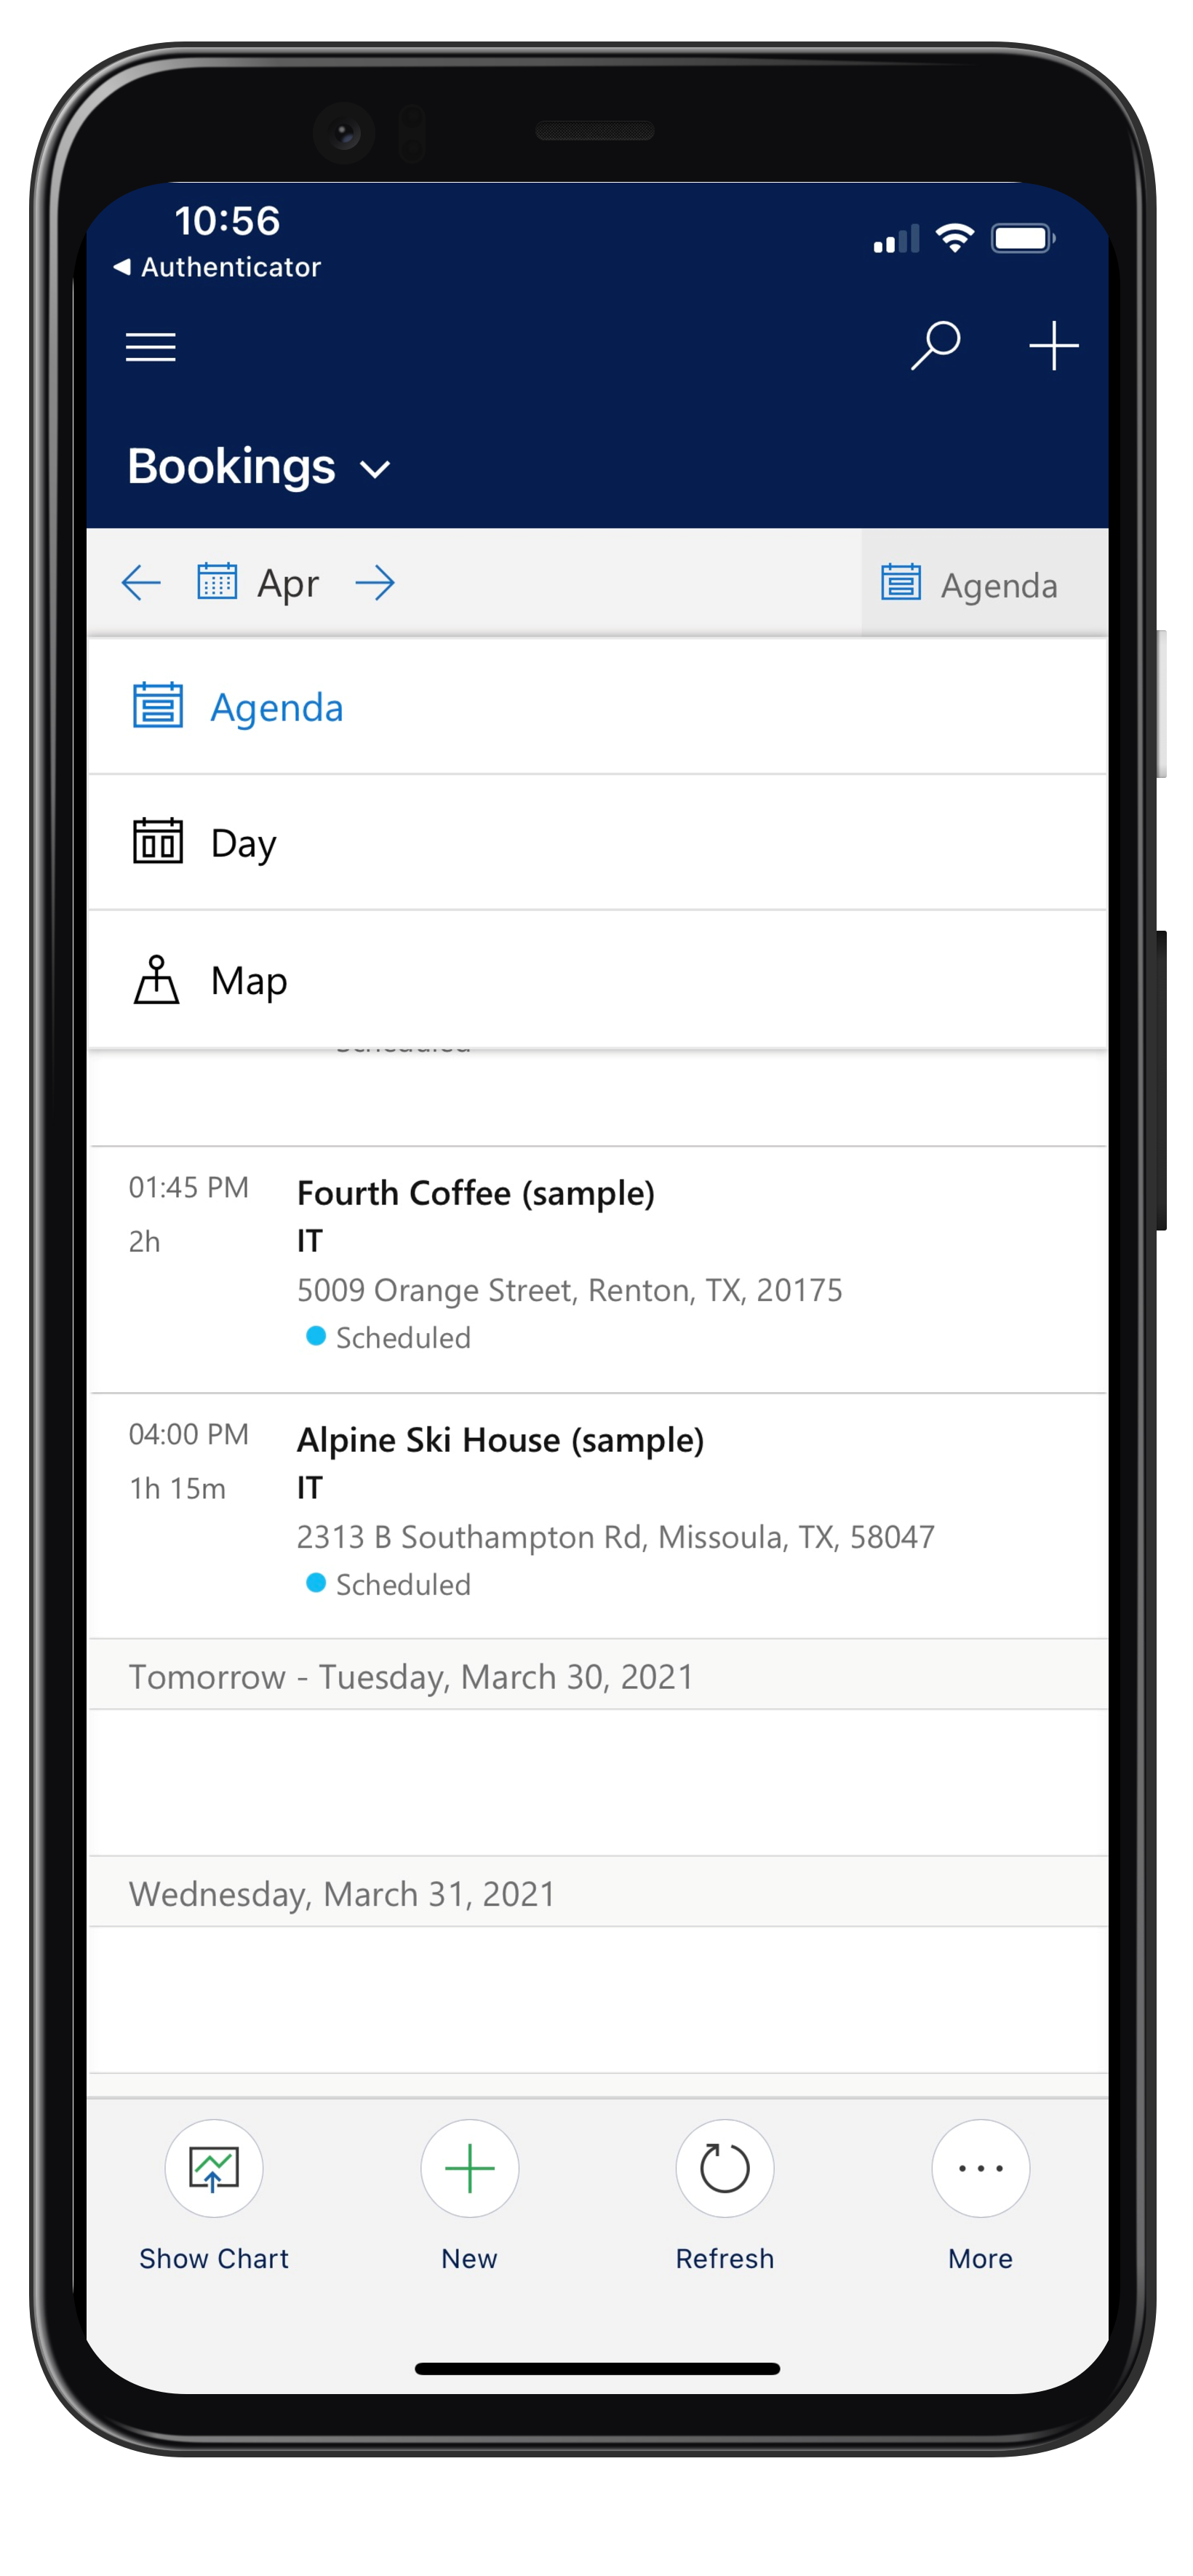 10:56
Authenticator
Bookings
Apr
Agenda
Agenda
Day
Map
01:45 PM
Fourth Coffee (sample)
2h
IT
5009 Orange Street, Renton, TX, 20175
Scheduled
04:00 PM
Alpine Ski House (sample)
1h 15m
IT
2313 B Southampton Rd, Missoula, TX, 58047
Scheduled
Tomorrow - Tuesday, March 30, 2021
Wednesday, March 31, 2021
Show Chart
New
Refresh
More